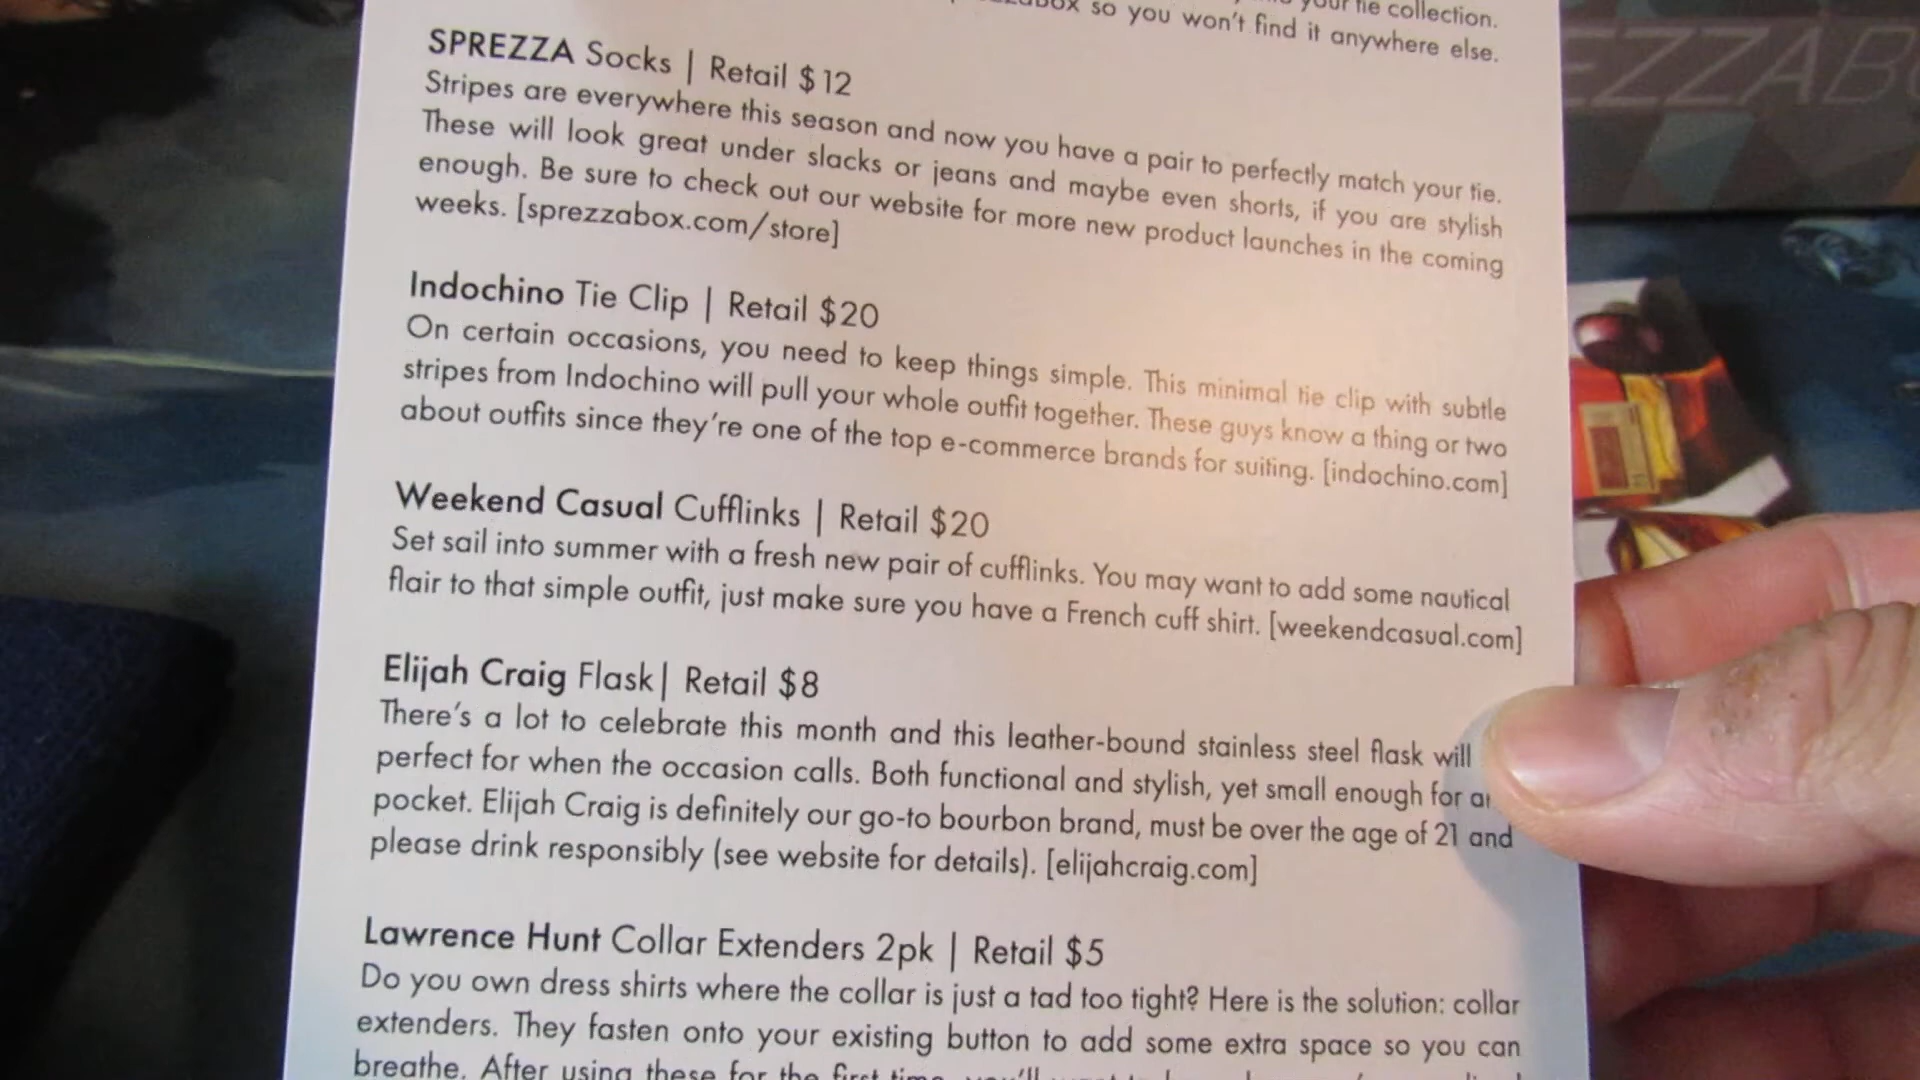 your tie collection.
so you won't find it anywhere else.
SPREZZA Socks | Retail $12
Stripes are everywhere this season and now you have a pair to perfectly match your tie.
These will look great under slacks or jeans and maybe even shorts, if you are stylish
enough. Be sure to check out our website for more new product launches in the coming
weeks. [sprezzabox.com/store]
Indochino Tie Clip | Retail $20
On certain occasions, you need to keep things simple. This minimal tie clip with subtle
stripes from Indochino will pull your whole outfit together. These guys know a thing or two
about outfits since they're one of the top e-commerce brands for suiting. [indochino.com]
Weekend Casual Cufflinks | Retail $20
Set sail into summer with a fresh new pair of cufflinks. You may want to add some nautical
flair to that simple outfit, just make sure you have a French cuff shirt. [weekendcasual.com]
Elijah Craig Flask| Retail $8
There's a lot to celebrate this month and this leather-bound stainless steel flask will
perfect for when the occasion calls. Both functional and stylish, yet small enough for
pocket. Elijah Craig is definitely our go-to bourbon brand, must be over the age of 21 and
please drink responsibly (see website for details). [elijahcraig.com]
Lawrence Hunt Collar Extenders 2pk | Retail $5
Do you own dress shirts where the collar is just a tad too tight? Here is the solution: collar
extenders. They fasten onto your existing button to add some extra space so you can
breathe. After using these for the first time, you'll